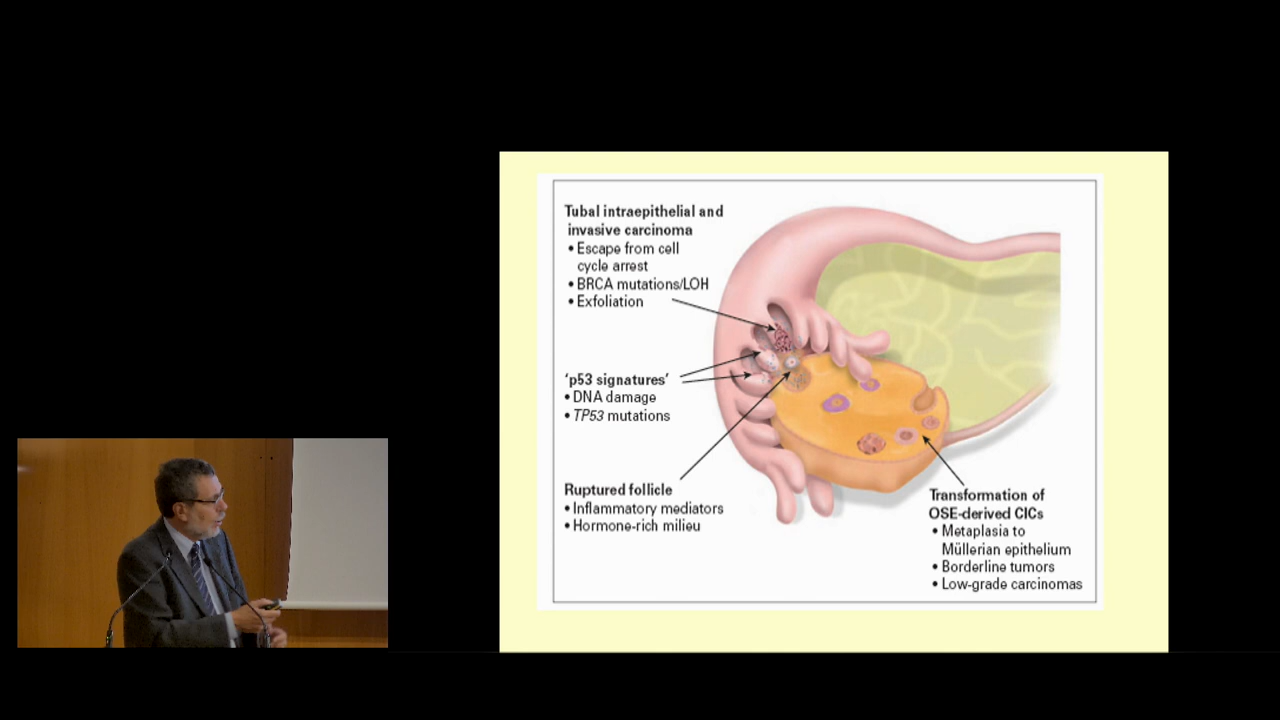 Tubal intraepithelial and
invasive carcinoma
• Escape from cell
cycle arrest
• BRCA mutations/LOH
• Exfoliation
‘p53 signatures’
• DNA damage
• TP53 mutations
Ruptured follicle
• Inflammatory mediators
• Hormone-rich milieu
Transformation of
OSE-derived CICs
• Metaplasia to
Müllerian epithelium
• Borderline tumors
• Low-grade carcinomas